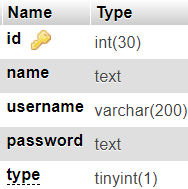 Name Type
id int(30)
name text
username varchar(200)
password text
type tinyint(1)